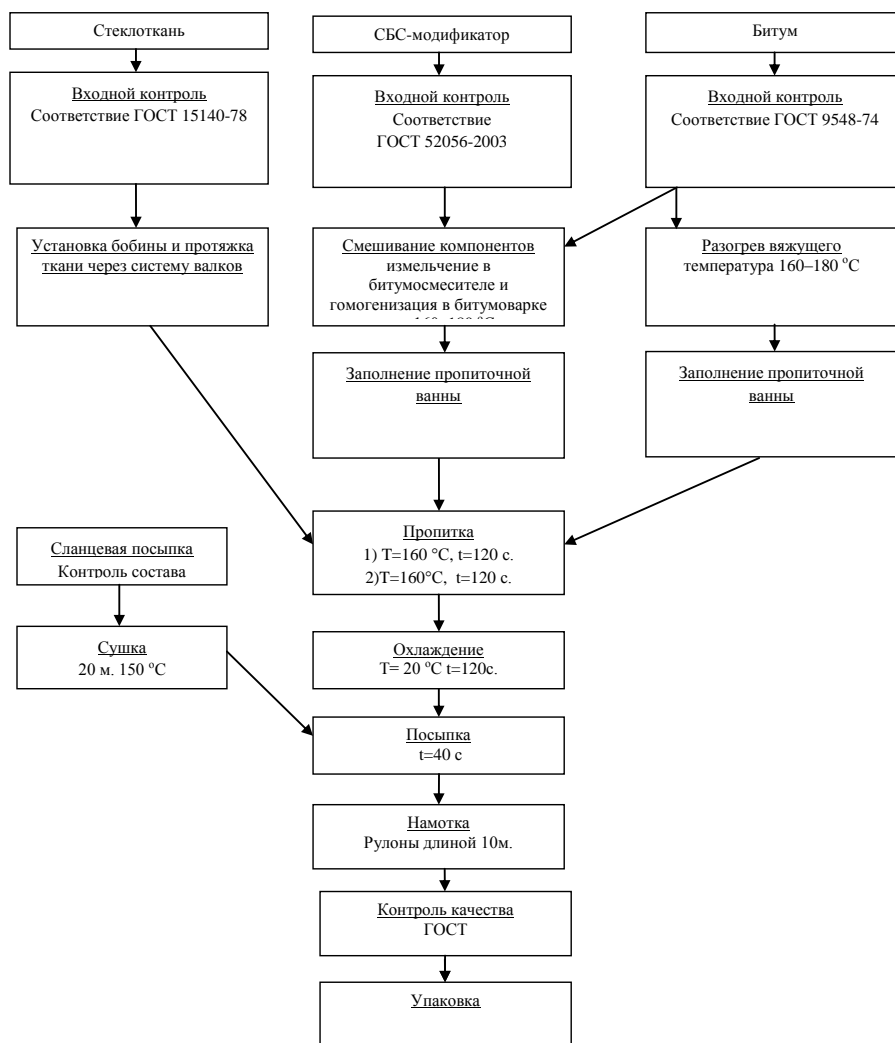 Стеклоткань
СБС-модификатор
Битум
Входной контроль
Соответствие ГОСТ 15140-78
Входной контроль
Соответствие
ГОСТ 52056-2003
Входной контроль
Соответствие ГОСТ 9548-74
Установка бобины и протяжка
ткани через систему валков
Смешивание компонентов
измельчение в
битумосмесителе и
гомогенизация в битумоварке
Разогрев вяжущего
температура 160–180 °С
Заполнение пропиточной
ванны
Заполнение пропиточной
ванны
Сланцевая посыпка
Контроль состава
Пропитка
1) T=160 °C, t=120 с.
2)T=160°C, t=120 с.
Сушка
20 м. 150 °С
Охлаждение
T= 20 °C t=120с.
Посыпка
t=40 с
Намотка
Рулоны длиной 10м.
Контроль качества
ГОСТ
Упаковка